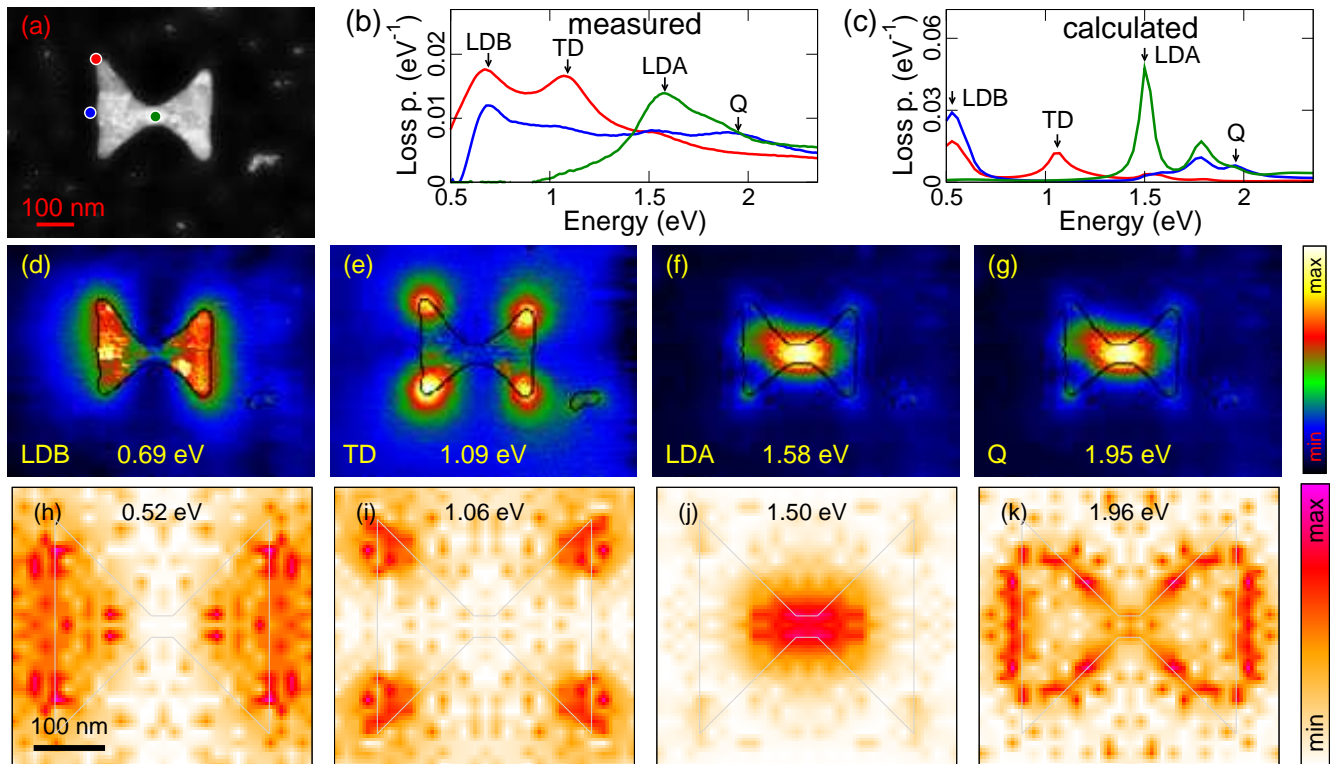 (a)
100 nm
(b)
measured
Loss p. (eV⁻¹)
0.02
0.01
0
LDB
TD
LDA
Q
0.5
1
1.5
2
Energy (eV)
(c)
calculated
Loss p. (eV⁻¹)
0.06
0.03
0
LDB
TD
LDA
Q
0.5
1
1.5
2
Energy (eV)
(d)
LDB 0.69 eV
(e)
TD 1.09 eV
(f)
LDA 1.58 eV
(g)
Q 1.95 eV
max
min
(h) 0.52 eV
100 nm
(i) 1.06 eV
(j) 1.50 eV
(k) 1.96 eV
max
min